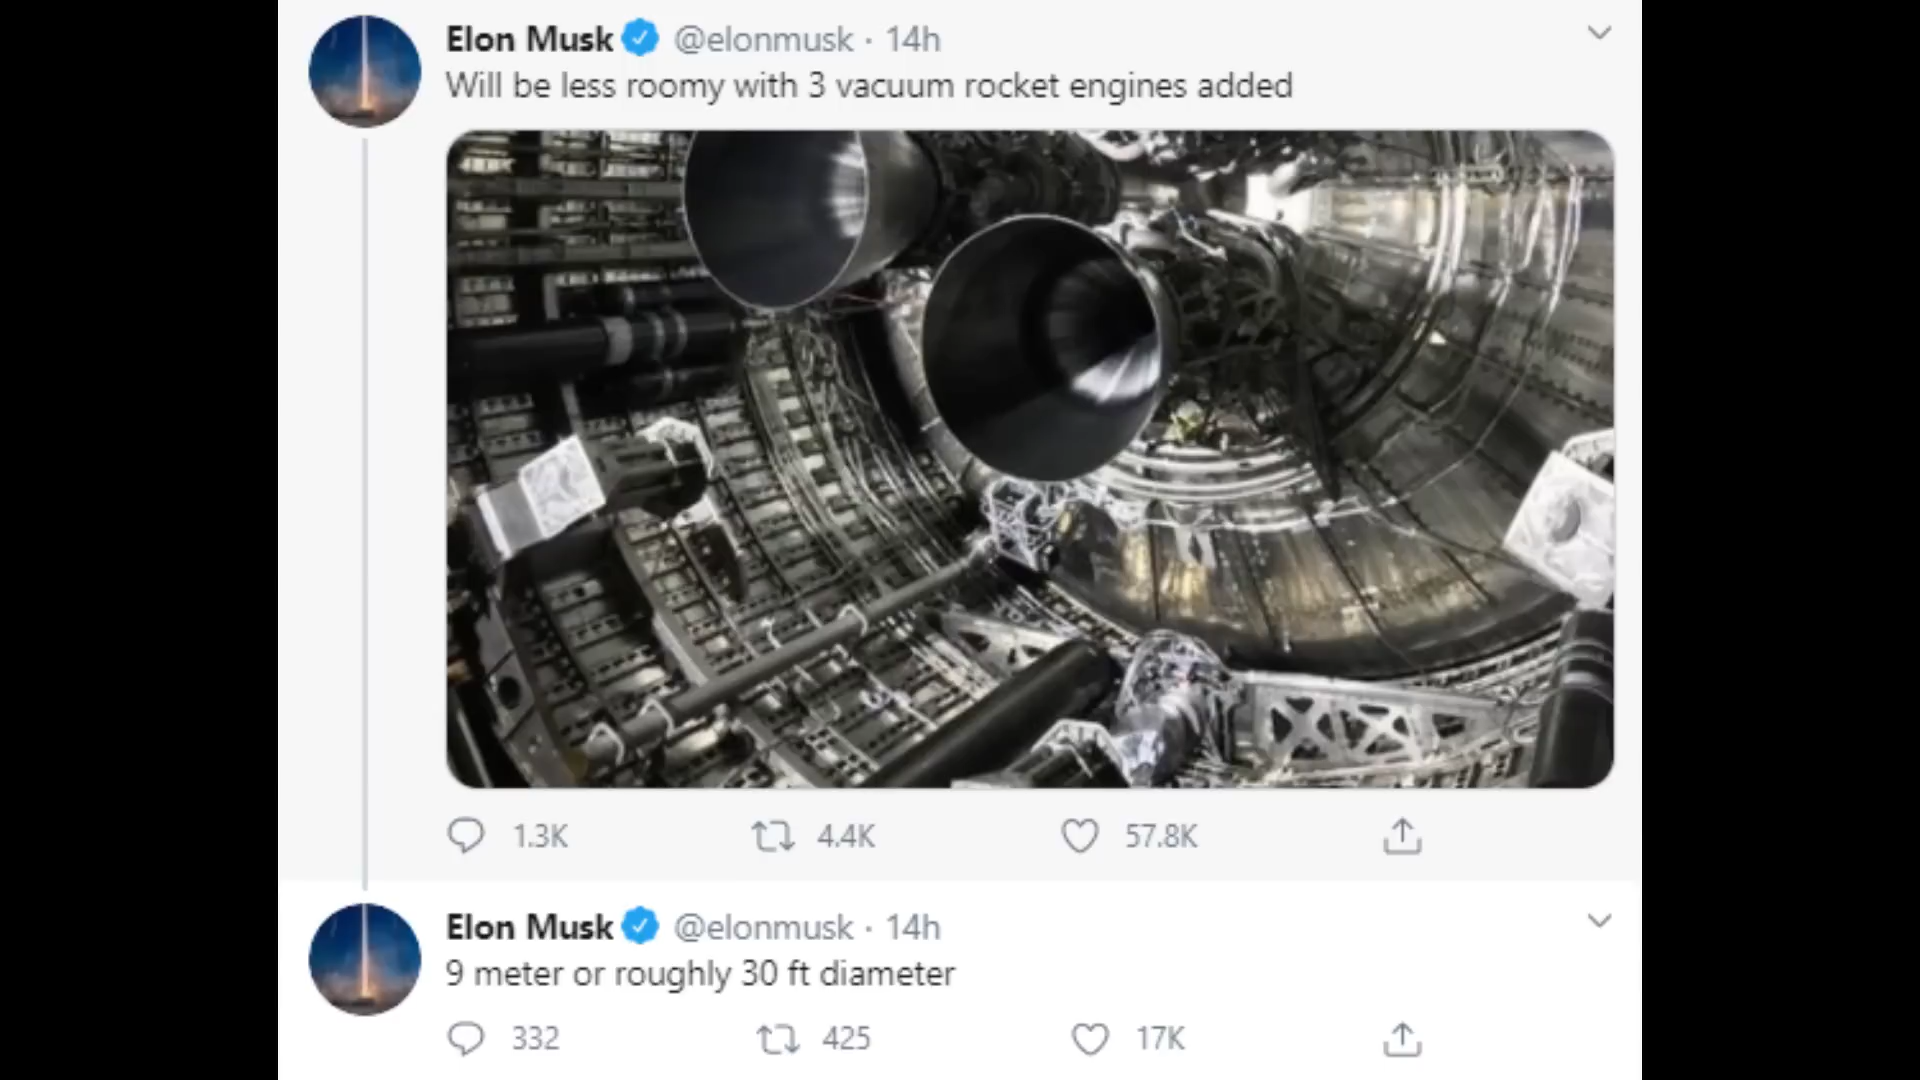 Elon Musk @elonmusk · 14h
Will be less roomy with 3 vacuum rocket engines added
1.3K 4.4K 57.8K
Elon Musk @elonmusk · 14h
9 meter or roughly 30 ft diameter
332 425 17K